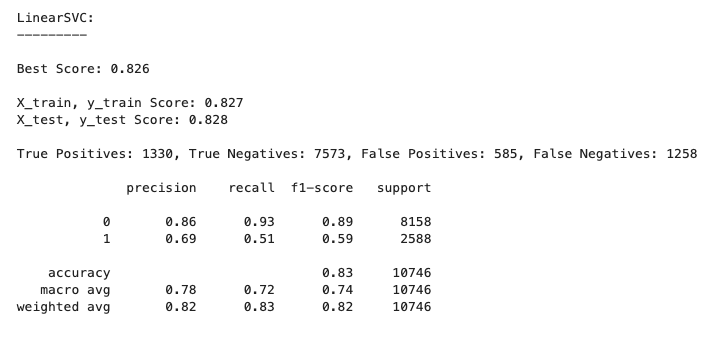 LinearSVC:
---------
Best Score: 0.826
X_train, y_train Score: 0.827
X_test, y_test Score: 0.828
True Positives: 1330, True Negatives: 7573, False Positives: 585, False Negatives: 1258
precision recall f1-score support
0 0.86 0.93 0.89 8158
1 0.69 0.51 0.59 2588
accuracy 0.83 10746
macro avg 0.78 0.72 0.74 10746
weighted avg 0.82 0.83 0.82 10746